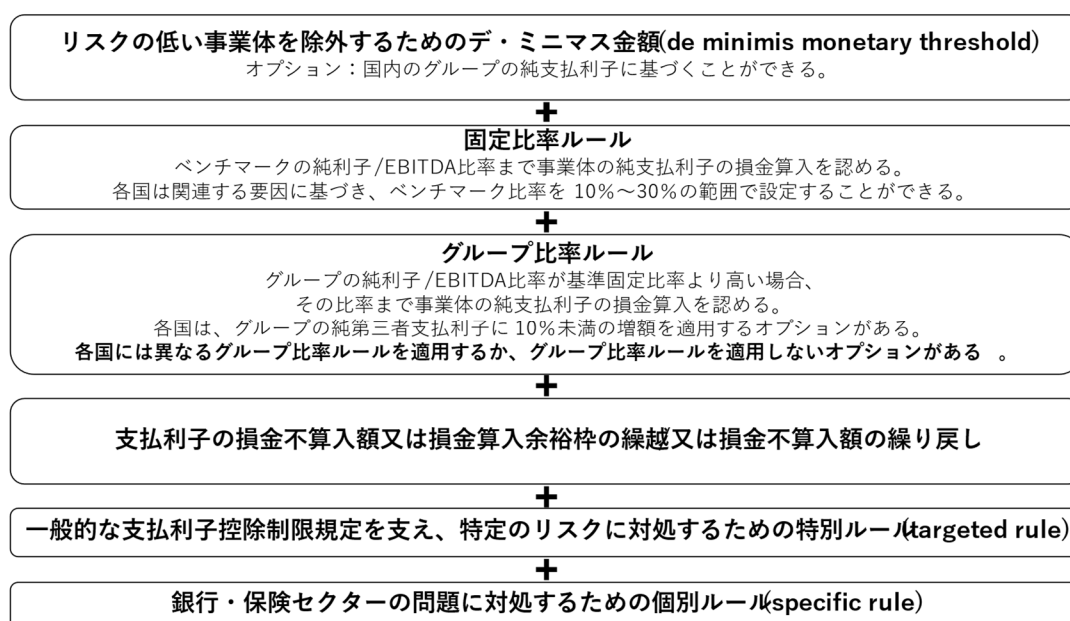 リスクの低い事業体を除外するためのデ・ミニマス金額(de minimis monetary threshold)
オプション：国内のグループの純支払利子に基づくことができる。
+
固定比率ルール
ベンチマークの純利子/EBITDA比率まで事業体の純支払利子の損金算入を認める。
各国は関連する要因に基づき、ベンチマーク比率を 10%～30%の範囲で設定することができる。
+
グループ比率ルール
グループの純利子/EBITDA比率が基準固定比率より高い場合、
その比率まで事業体の純支払利子の損金算入を認める。
各国は、グループの純第三者支払利子に 10%未満の増額を適用するオプションがある。
各国には異なるグループ比率ルールを適用するか、グループ比率ルールを適用しないオプションがある 。
+
支払利子の損金不算入額又は損金算入余裕枠の繰越又は損金不算入額の繰り戻し
+
一般的な支払利子控除制限規定を支え、特定のリスクに対処するための特別ルール(targeted rule)
+
銀行・保険セクターの問題に対処するための個別ルール(specific rule)